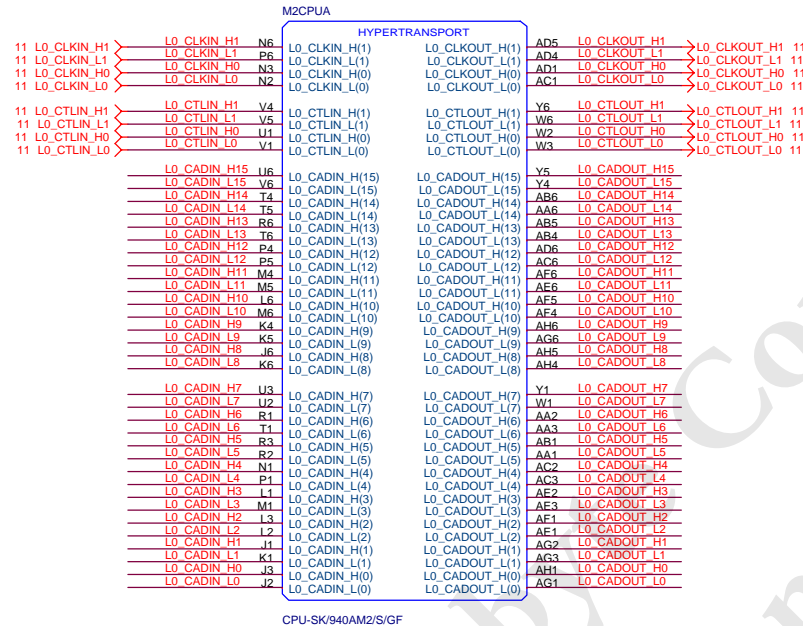 M2CPUA
HYPERTRANSPORT
11 L0_CLKIN_H1 L0_CLKIN_H1 N6 L0_CLKIN_H(1) L0_CLKOUT_H(1) AD5 L0_CLKOUT_H1 L0_CLKOUT_H1 11
11 L0_CLKIN_L1 L0_CLKIN_L1 P6 L0_CLKIN_L(1) L0_CLKOUT_L(1) AD4 L0_CLKOUT_L1 L0_CLKOUT_L1 11
11 L0_CLKIN_H0 L0_CLKIN_H0 N3 L0_CLKIN_H(0) L0_CLKOUT_H(0) AD1 L0_CLKOUT_H0 L0_CLKOUT_H0 11
11 L0_CLKIN_L0 L0_CLKIN_L0 N2 L0_CLKIN_L(0) L0_CLKOUT_L(0) AC1 L0_CLKOUT_L0 L0_CLKOUT_L0 11
11 L0_CTLIN_H1 L0_CTLIN_H1 V4 L0_CTLIN_H(1) L0_CTLOUT_H(1) Y6 L0_CTLOUT_H1 L0_CTLOUT_H1 11
11 L0_CTLIN_L1 L0_CTLIN_L1 V5 L0_CTLIN_L(1) L0_CTLOUT_L(1) W6 L0_CTLOUT_L1 L0_CTLOUT_L1 11
11 L0_CTLIN_H0 L0_CTLIN_H0 U1 L0_CTLIN_H(0) L0_CTLOUT_H(0) W2 L0_CTLOUT_H0 L0_CTLOUT_H0 11
11 L0_CTLIN_L0 L0_CTLIN_L0 V1 L0_CTLIN_L(0) L0_CTLOUT_L(0) W3 L0_CTLOUT_L0 L0_CTLOUT_L0 11
L0_CADIN_H15 U6 L0_CADIN_H(15) L0_CADOUT_H(15) Y5 L0_CADOUT_H15
L0_CADIN_L15 V6 L0_CADIN_L(15) L0_CADOUT_L(15) Y4 L0_CADOUT_L15
L0_CADIN_H14 T4 L0_CADIN_H(14) L0_CADOUT_H(14) AB6 L0_CADOUT_H14
L0_CADIN_L14 T5 L0_CADIN_L(14) L0_CADOUT_L(14) AA6 L0_CADOUT_L14
L0_CADIN_H13 R6 L0_CADIN_H(13) L0_CADOUT_H(13) AB5 L0_CADOUT_H13
L0_CADIN_L13 T6 L0_CADIN_L(13) L0_CADOUT_L(13) AB4 L0_CADOUT_L13
L0_CADIN_H12 P4 L0_CADIN_H(12) L0_CADOUT_H(12) AD6 L0_CADOUT_H12
L0_CADIN_L12 P5 L0_CADIN_L(12) L0_CADOUT_L(12) AC6 L0_CADOUT_L12
L0_CADIN_H11 M4 L0_CADIN_H(11) L0_CADOUT_H(11) AF6 L0_CADOUT_H11
L0_CADIN_L11 M5 L0_CADIN_L(11) L0_CADOUT_L(11) AE6 L0_CADOUT_L11
L0_CADIN_H10 L6 L0_CADIN_H(10) L0_CADOUT_H(10) AF5 L0_CADOUT_H10
L0_CADIN_L10 M6 L0_CADIN_L(10) L0_CADOUT_L(10) AF4 L0_CADOUT_L10
L0_CADIN_H9 K4 L0_CADIN_H(9) L0_CADOUT_H(9) AH6 L0_CADOUT_H9
L0_CADIN_L9 K5 L0_CADIN_L(9) L0_CADOUT_L(9) AG6 L0_CADOUT_L9
L0_CADIN_H8 J6 L0_CADIN_H(8) L0_CADOUT_H(8) AH5 L0_CADOUT_H8
L0_CADIN_L8 K6 L0_CADIN_L(8) L0_CADOUT_L(8) AH4 L0_CADOUT_L8
L0_CADIN_H7 U3 L0_CADIN_H(7) L0_CADOUT_H(7) Y1 L0_CADOUT_H7
L0_CADIN_L7 U2 L0_CADIN_L(7) L0_CADOUT_L(7) W1 L0_CADOUT_L7
L0_CADIN_H6 R1 L0_CADIN_H(6) L0_CADOUT_H(6) AA2 L0_CADOUT_H6
L0_CADIN_L6 T1 L0_CADIN_L(6) L0_CADOUT_L(6) AA3 L0_CADOUT_L6
L0_CADIN_H5 R3 L0_CADIN_H(5) L0_CADOUT_H(5) AB1 L0_CADOUT_H5
L0_CADIN_L5 R2 L0_CADIN_L(5) L0_CADOUT_L(5) AA1 L0_CADOUT_L5
L0_CADIN_H4 N1 L0_CADIN_H(4) L0_CADOUT_H(4) AC2 L0_CADOUT_H4
L0_CADIN_L4 P1 L0_CADIN_L(4) L0_CADOUT_L(4) AC3 L0_CADOUT_L4
L0_CADIN_H3 L1 L0_CADIN_H(3) L0_CADOUT_H(3) AE2 L0_CADOUT_H3
L0_CADIN_L3 M1 L0_CADIN_L(3) L0_CADOUT_L(3) AE3 L0_CADOUT_L3
L0_CADIN_H2 L3 L0_CADIN_H(2) L0_CADOUT_H(2) AF1 L0_CADOUT_H2
L0_CADIN_L2 L2 L0_CADIN_L(2) L0_CADOUT_L(2) AE1 L0_CADOUT_L2
L0_CADIN_H1 J1 L0_CADIN_H(1) L0_CADOUT_H(1) AG2 L0_CADOUT_H1
L0_CADIN_L1 K1 L0_CADIN_L(1) L0_CADOUT_L(1) AG3 L0_CADOUT_L1
L0_CADIN_H0 J3 L0_CADIN_H(0) L0_CADOUT_H(0) AH1 L0_CADOUT_H0
L0_CADIN_L0 J2 L0_CADIN_L(0) L0_CADOUT_L(0) AG1 L0_CADOUT_L0
CPU-SK/940AM2/S/GF